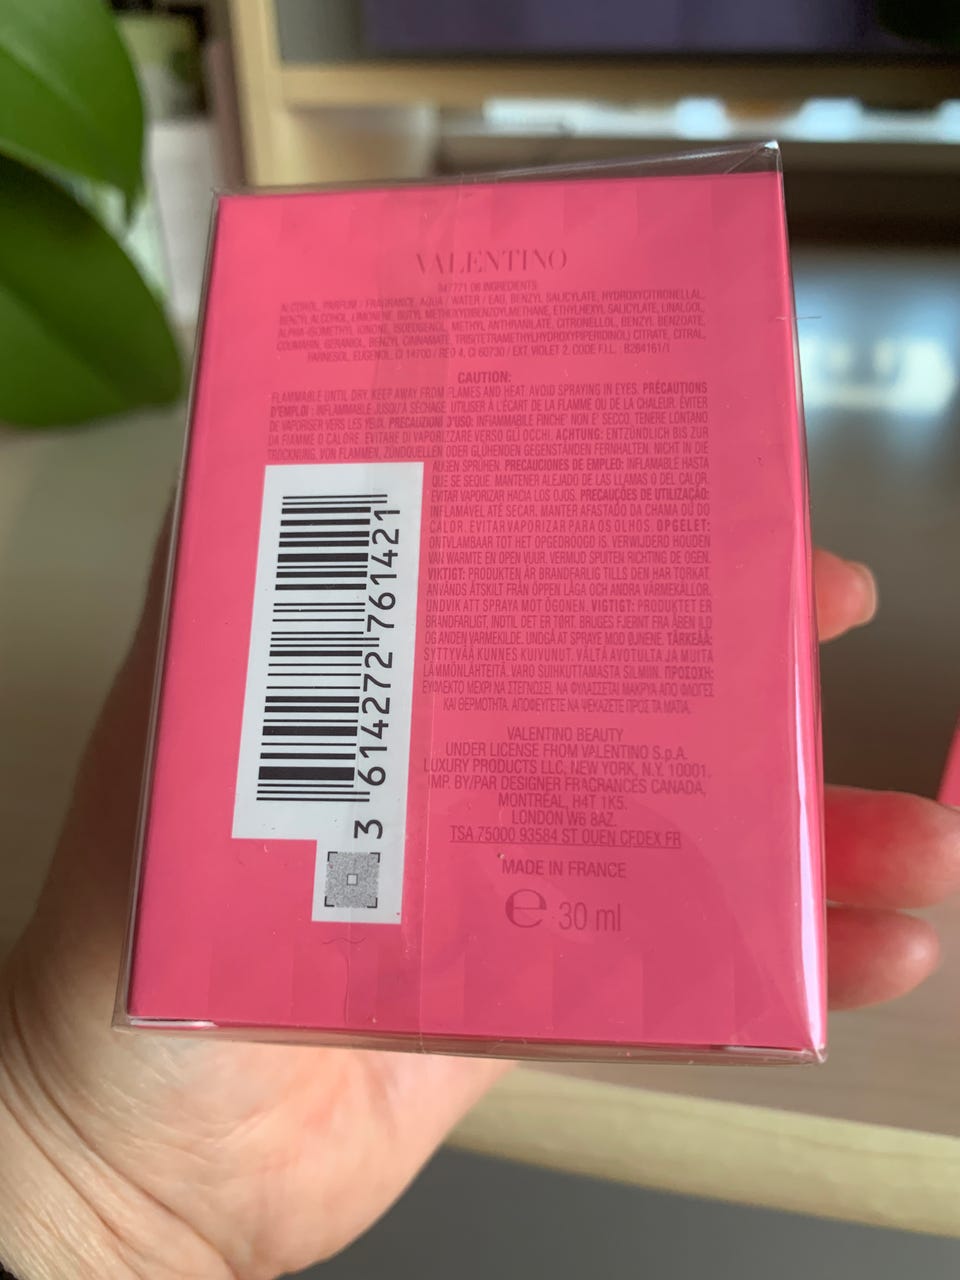 VALENTINO
947771 06 INGREDIENTS:
ALCOHOL, PARFUM / FRAGRANCE, AQUA / WATER / EAU, BENZYL SALICYLATE, HYDROXYCITRONELLAL,
BENZYL ALCOHOL, LIMONENE, BUTYL METHOXYDIBENZOYLMETHANE, ETHYLHEXYL SALICYLATE, LINALOOL,
ALPHA-ISOMETHYL IONONE, ISOEUGENOL, METHYL ANTHRANILATE, CITRONELLOL, BENZYL BENZOATE,
COUMARIN, GERANIOL, BENZYL CINNAMATE, TRIS(TETRAMETHYLHYDROXYPIPERIDINOL) CITRATE, CITRAL,
FARNESOL, EUGENOL, CI 14700 / RED 4, CI 60730 / EXT. VIOLET 2. CODE F.I.L. : B264161/1
CAUTION:
FLAMMABLE UNTIL DRY. KEEP AWAY FROM FLAMES AND HEAT. AVOID SPRAYING IN EYES. PRÉCAUTIONS
D'EMPLOI : INFLAMMABLE JUSQU'À SÉCHAGE. UTILISER À L'ÉCART DE LA FLAMME OU DE LA CHALEUR. ÉVITER
DE VAPORISER VERS LES YEUX. PRECAUZIONI D'USO: INFIAMMABILE FINCHE' NON E' SECCO. TENERE LONTANO
DA FIAMME O CALORE. EVITARE DI VAPORIZZARE VERSO GLI OCCHI. ACHTUNG: ENTZÜNDLICH BIS ZUR
TROCKNUNG. VON FLAMMEN, ZÜNDQUELLEN ODER GLÜHENDEN GEGENSTÄNDEN FERNHALTEN. NICHT IN DIE
AUGEN SPRÜHEN. PRECAUCIONES DE EMPLEO: INFLAMABLE HASTA
QUE SE SEQUE. MANTENER ALEJADO DE LAS LLAMAS O DEL CALOR.
EVITAR VAPORIZAR HACIA LOS OJOS. PRECAUÇÕES DE UTILIZAÇÃO:
INFLAMÁVEL ATÉ SECAR. MANTER AFASTADO DA CHAMA OU DO
CALOR. EVITAR VAPORIZAR PARA OS OLHOS. OPGELET:
ONTVLAMBAAR TOT HET OPGEDROOGD IS. VERWIJDERD HOUDEN
VAN WARMTE EN OPEN VUUR. VERMIJD SPUITEN RICHTING DE OGEN.
VIKTIGT: PRODUKTEN ÄR BRANDFARLIG TILLS DEN HAR TORKAT.
ANVÄNDS ÅTSKILT FRÅN ÖPPEN LÅGA OCH ANDRA VÄRMEKÄLLOR.
UNDVIK ATT SPRAYA MOT ÖGONEN. VIGTIGT: PRODUKTET ER
BRANDFARLIGT, INDTIL DET ER TØRT. BRUGES FJERNT FRA ÅBEN ILD
OG ANDEN VARMEKILDE. UNDGÅ AT SPRAYE MOD ØJNENE. TÄRKEÄÄ:
SYTTYVÄÄ KUNNES KUIVUNUT. VÄLTÄ AVOTULTA JA MUITA
LÄMMÖNLÄHTEITÄ. VARO SUIHKUTTAMASTA SILMIIN. ΠΡΟΣΟΧΗ:
ΕΥΦΛΕΚΤΟ ΜΕΧΡΙ ΝΑ ΣΤΕΓΝΩΣΕΙ. ΝΑ ΦΥΛΑΣΣΕΤΑΙ ΜΑΚΡΥΑ ΑΠΟ ΦΛΟΓΕΣ
ΚΑΙ ΘΕΡΜΟΤΗΤΑ. ΑΠΟΦΕΥΓΕΤΕ ΝΑ ΨΕΚΑΖΕΤΕ ΠΡΟΣ ΤΑ ΜΑΤΙΑ.
3 614272 761421
VALENTINO BEAUTY
UNDER LICENSE FROM VALENTINO S.p.A.
LUXURY PRODUCTS LLC, NEW YORK, N.Y. 10001.
IMP. BY/PAR DESIGNER FRAGRANCES CANADA,
MONTRÉAL, H4T 1K5.
LONDON W6 8AZ.
TSA 75000 93584 ST OUEN CEDEX FR
MADE IN FRANCE
℮ 30 ml